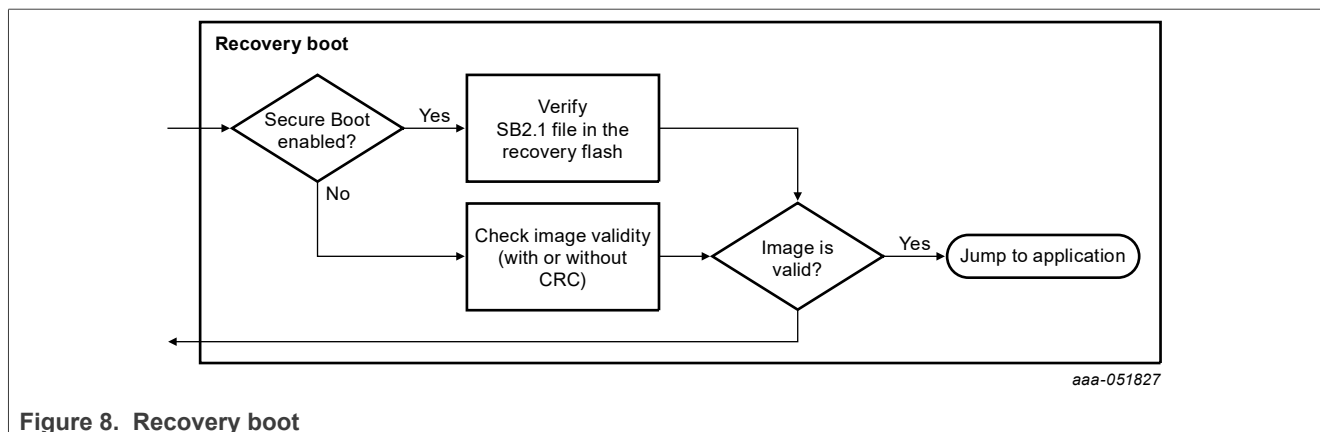 Recovery boot
Secure Boot
enabled?
Yes
Verify
SB2.1 file in the
recovery flash
No
Check image validity
(with or without
CRC)
Image is
valid?
Yes
Jump to application
aaa-051827
Figure 8. Recovery boot